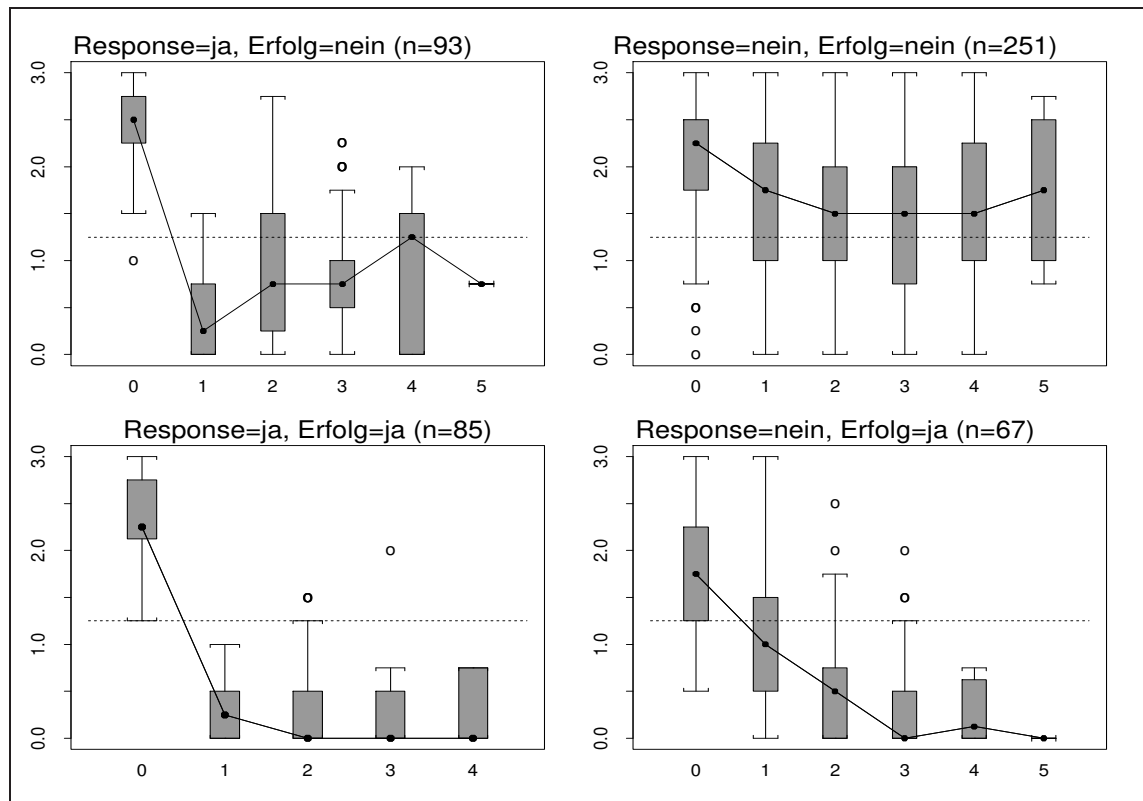 Response=ja, Erfolg=nein (n=93)
3.0
2.0
1.0
0.0
0 1 2 3 4 5
Response=nein, Erfolg=nein (n=251)
3.0
2.0
1.0
0.0
0 1 2 3 4 5
Response=ja, Erfolg=ja (n=85)
3.0
2.0
1.0
0.0
0 1 2 3 4
Response=nein, Erfolg=ja (n=67)
3.0
2.0
1.0
0.0
0 1 2 3 4 5